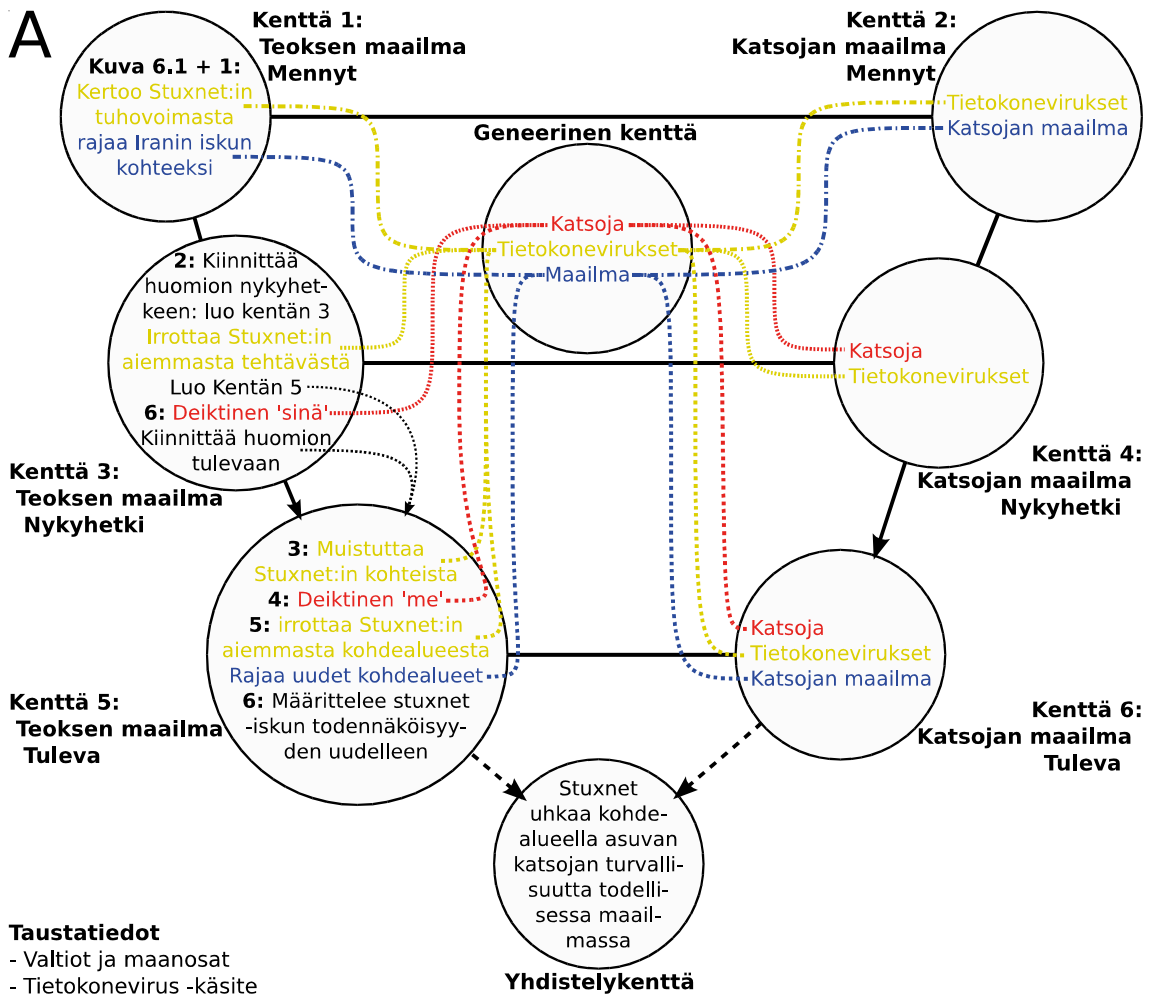 A
Kenttä 1:
Teoksen maailma
Mennyt
Kuva 6.1 + 1:
Kertoo Stuxnet:in
tuhovoimasta
rajaa Iranin iskun
kohteeksi
Kenttä 2:
Katsojan maailma
Mennyt
Tietokonevirukset
Katsojan maailma
Geneerinen kenttä
Katsoja
Tietokonevirukset
Maailma
2: Kiinnittää
huomion nykyhet-
keen: luo kentän 3
Irrottaa Stuxnet:in
aiemmasta tehtävästä
Luo Kentän 5
6: Deiktinen 'sinä'
Kiinnittää huomion
tulevaan
Kenttä 3:
Teoksen maailma
Nykyhetki
Katsoja
Tietokonevirukset
Kenttä 4:
Katsojan maailma
Nykyhetki
3: Muistuttaa
Stuxnet:in kohteista
4: Deiktinen 'me'
5: irrottaa Stuxnet:in
aiemmasta kohdealueesta
Rajaa uudet kohdealueet
6: Määrittelee stuxnet
-iskun todennäköisyy-
den uudelleen
Kenttä 5:
Teoksen maailma
Tuleva
Katsoja
Tietokonevirukset
Katsojan maailma
Kenttä 6:
Katsojan maailma
Tuleva
Stuxnet
uhkaa kohde-
alueella asuvan
katsojan turvalli-
suutta todelli-
sessa maail-
massa
Yhdistelykenttä
Taustatiedot
- Valtiot ja maanosat
- Tietokonevirus -käsite